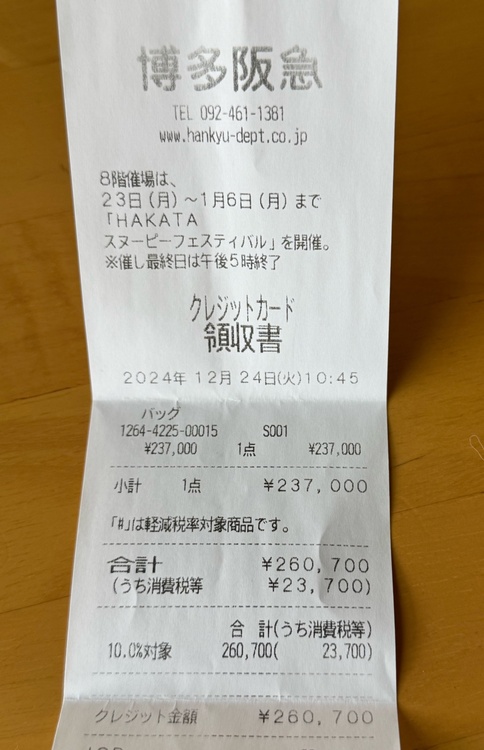 博多阪急
TEL 092-461-1381
www.hankyu-dept.co.jp
8階催場は、
23日(月)～1月6日(月)まで
「HAKATA
スヌーピーフェスティバル」を開催。
※催し最終日は午後5時終了
クレジットカード
領収書
2024年12月24日(火)10:45
バッグ
1264-4225-00015 S001
¥237,000 1点 ¥237,000
小計 1点 ¥237,000
「#」は軽減税率対象商品です。
合計 ¥260,700
(うち消費税等 ¥23,700)
合 計(うち消費税等)
10.0%対象 260,700( 23,700)
クレジット金額 ¥260,700